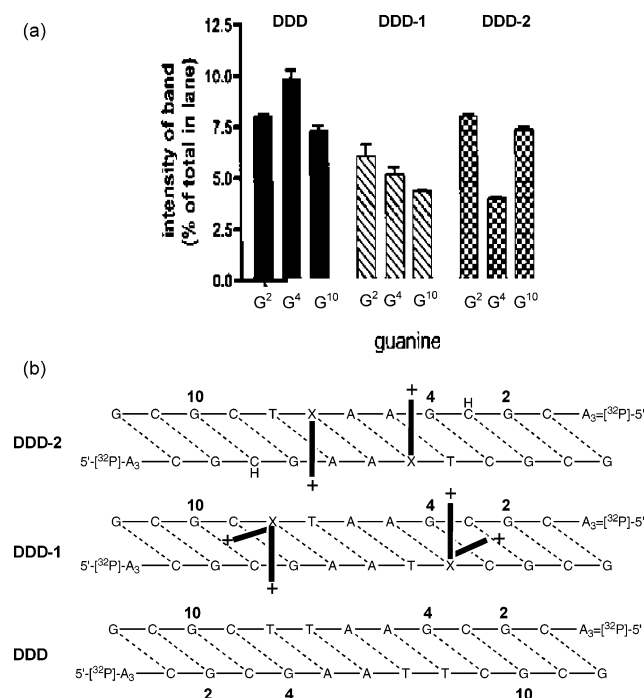 (a)
DDD DDD-1 DDD-2
intensity of band
(% of total in lane)
12.5
10.0
7.5
5.0
2.5
0.0
G² G⁴ G¹⁰ G² G⁴ G¹⁰ G² G⁴ G¹⁰
guanine
(b)
10 + 4 H 2
G C G C T X A A G C G C A₃=[³²P]-5'
DDD-2
5'-[³²P]-A₃ C G C G A A X T C G C G
H +
10 4 + 2
G C G C X T A A G C G C A₃=[³²P]-5'
DDD-1
+ +
5'-[³²P]-A₃ C G C G A A T X C G C G
+
10 4 2
G C G C T T A A G C G C A₃=[³²P]-5'
DDD
5'-[³²P]-A₃ C G C G A A T T C G C G
2 4 10